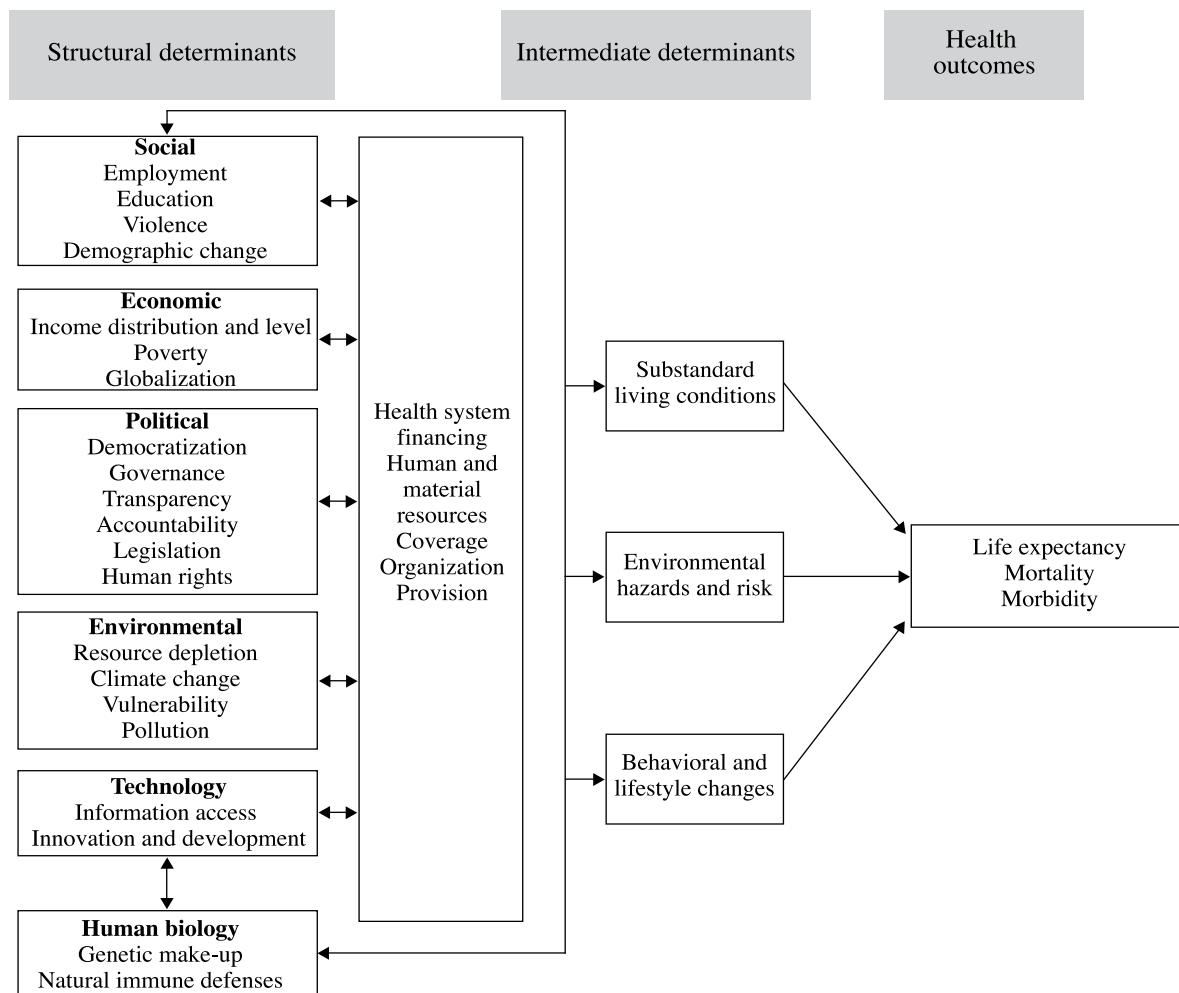 Structural determinants
Intermediate determinants
Health
outcomes
Social
Employment
Education
Violence
Demographic change
Economic
Income distribution and level
Poverty
Globalization
Political
Democratization
Governance
Transparency
Accountability
Legislation
Human rights
Environmental
Resource depletion
Climate change
Vulnerability
Pollution
Technology
Information access
Innovation and development
Human biology
Genetic make-up
Natural immune defenses
Health system
financing
Human and
material
resources
Coverage
Organization
Provision
Substandard
living conditions
Environmental
hazards and risk
Behavioral and
lifestyle changes
Life expectancy
Mortality
Morbidity